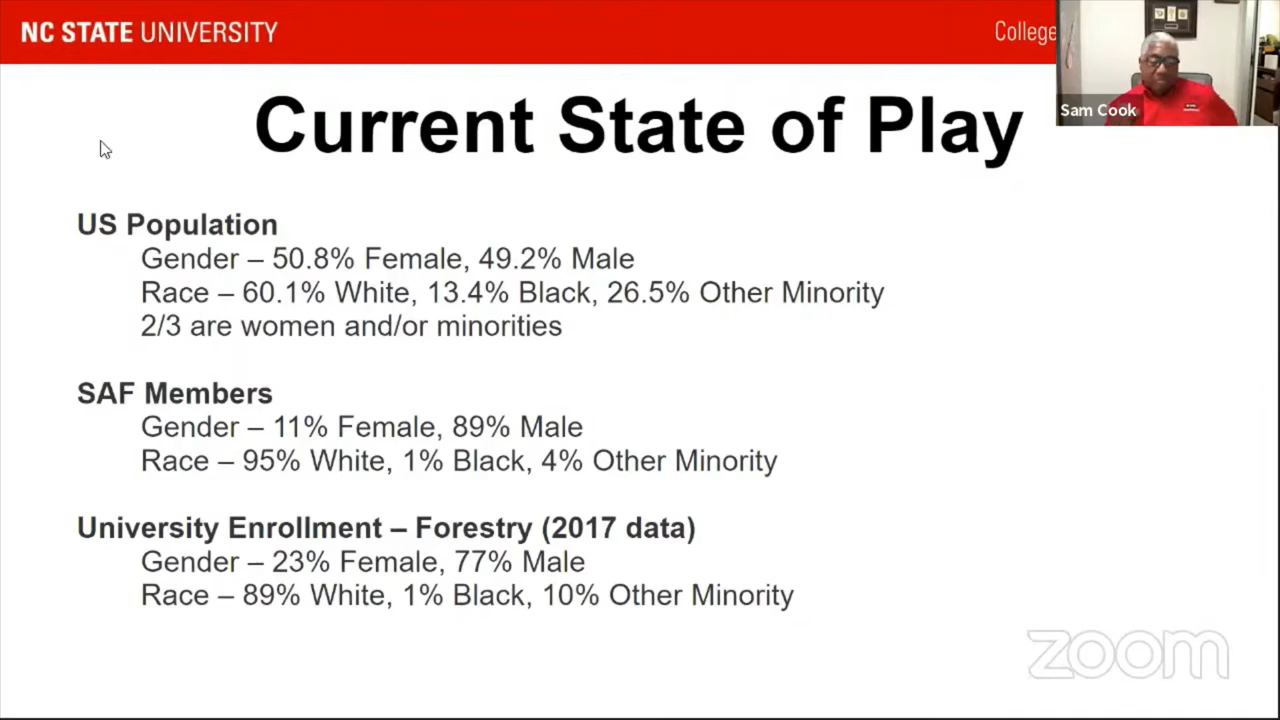 NC STATE UNIVERSITY
College
Sam Cook
Current State of Play
US Population
Gender – 50.8% Female, 49.2% Male
Race – 60.1% White, 13.4% Black, 26.5% Other Minority
2/3 are women and/or minorities
SAF Members
Gender – 11% Female, 89% Male
Race – 95% White, 1% Black, 4% Other Minority
University Enrollment – Forestry (2017 data)
Gender – 23% Female, 77% Male
Race – 89% White, 1% Black, 10% Other Minority
zoom